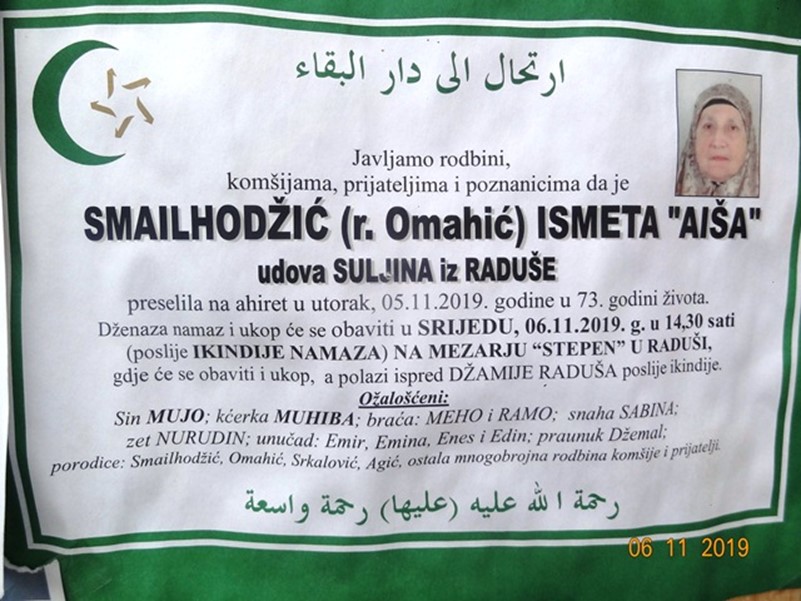 ارتحال الى دار البقاء
Javljamo rodbini,
komšijama, prijateljima i poznanicima da je
SMAILHODŽIĆ (r. Omahić) ISMETA "AIŠA"
udova SULJINA iz RADUŠE
preselila na ahiret u utorak, 05.11.2019. godine u 73. godini života.
Dženaza namaz i ukop će se obaviti u SRIJEDU, 06.11.2019. g. u 14,30 sati
(poslije IKINDIJE NAMAZA) NA MEZARJU “STEPEN” U RADUŠI,
gdje će se obaviti i ukop, a polazi ispred DŽAMIJE RADUŠA poslije ikindije.
Ožalošćeni:
Sin MUJO; kćerka MUHIBA; braća: MEHO i RAMO; snaha SABINA;
zet NURUDIN; unučad: Emir, Emina, Enes i Edin; praunuk Džemal;
porodice: Smailhodžić, Omahić, Srkalović, Agić, ostala mnogobrojna rodbina komšije i prijatelji.
رحمة الله عليه (عليها) رحمة واسعة
06 11 2019